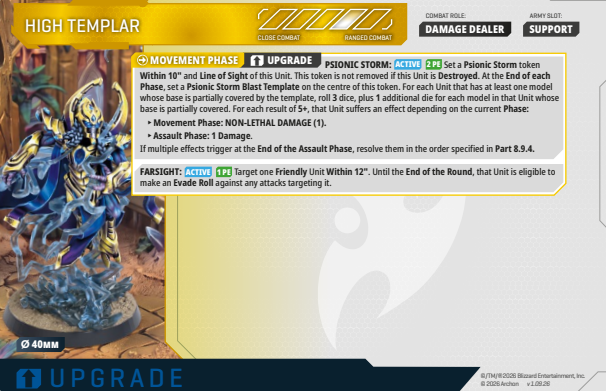 HIGH TEMPLAR
CLOSE COMBAT
RANGED COMBAT
COMBAT ROLE:
DAMAGE DEALER
ARMY SLOT:
SUPPORT
MOVEMENT PHASE UPGRADE PSIONIC STORM: ACTIVE 2 PE Set a Psionic Storm token
Within 10" and Line of Sight of this Unit. This token is not removed if this Unit is Destroyed. At the End of each
Phase, set a Psionic Storm Blast Template on the centre of this token. For each Unit that has at least one model
whose base is partially covered by the template, roll 3 dice, plus 1 additional die for each model in that Unit whose
base is partially covered. For each result of 5+, that Unit suffers an effect depending on the current Phase:
‣ Movement Phase: NON-LETHAL DAMAGE (1).
‣ Assault Phase: 1 Damage.
If multiple effects trigger at the End of the Assault Phase, resolve them in the order specified in Part 8.9.4.
FARSIGHT: ACTIVE 1 PE Target one Friendly Unit Within 12". Until the End of the Round, that Unit is eligible to
make an Evade Roll against any attacks targeting it.
Ø 40MM
UPGRADE
©/TM/®2026 Blizzard Entertainment, Inc.
© 2026 Archon v 1.09.26